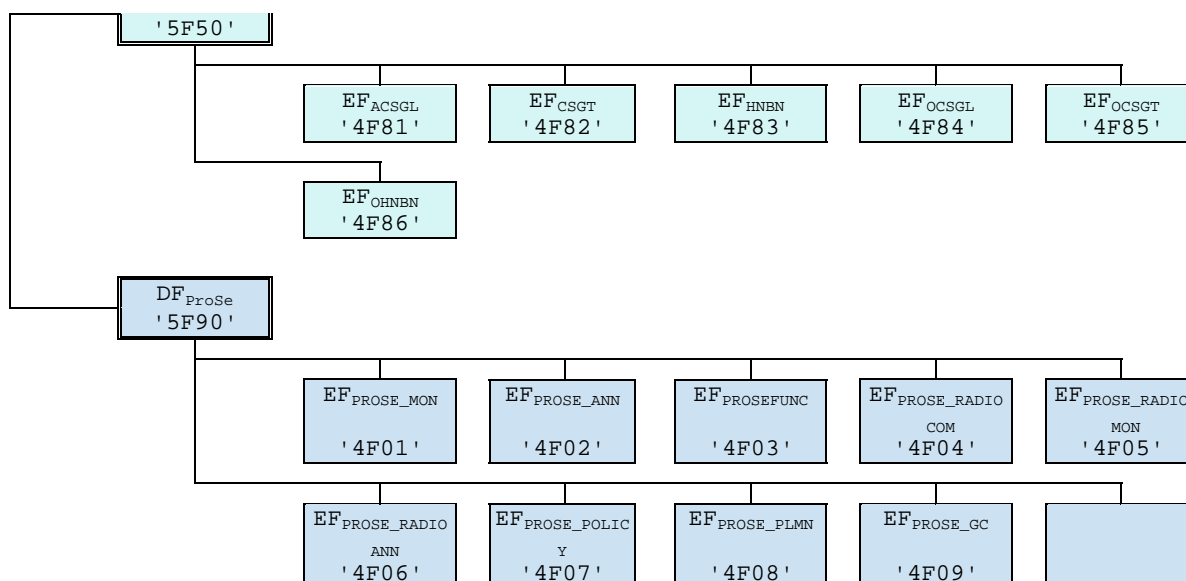 '5F50'
EFACSGL
'4F81'
EFCSGT
'4F82'
EFHNBN
'4F83'
EFOCSGL
'4F84'
EFOCSGT
'4F85'
EFOHNBN
'4F86'
DFProSe
'5F90'
EFPROSE_MON
'4F01'
EFPROSE_ANN
'4F02'
EFPROSEFUNC
'4F03'
EFPROSE_RADIO
COM
'4F04'
EFPROSE_RADIO
MON
'4F05'
EFPROSE_RADIO
ANN
'4F06'
EFPROSE_POLIC
Y
'4F07'
EFPROSE_PLMN
'4F08'
EFPROSE_GC
'4F09'